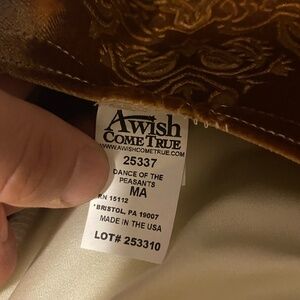 Awish
COME TRUE
WWW.AWISHCOMETRUE.COM
25337
DANCE OF THE
PEASANTS
MA
RN 15112
*BRISTOL, PA 19007
MADE IN THE USA
LOT# 253310